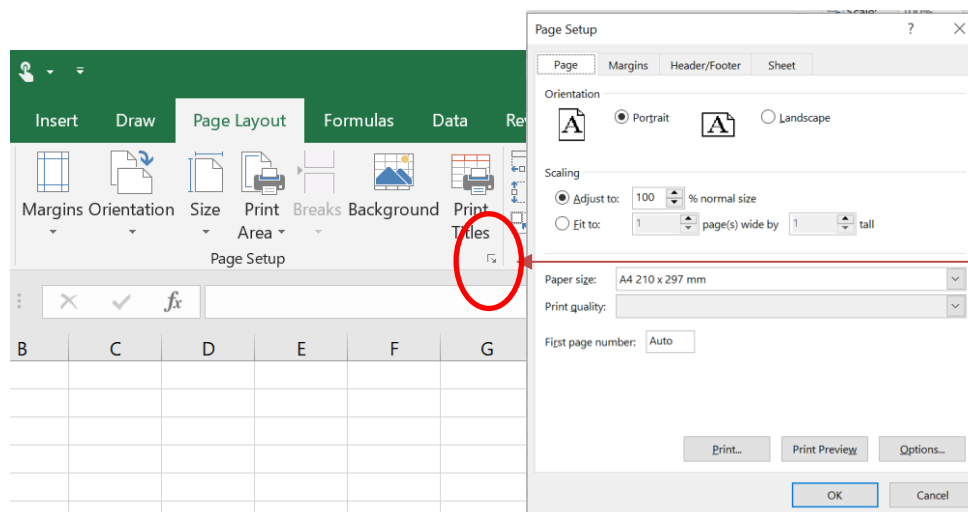 Scale: 100%
Page Setup ?
Insert Draw Page Layout Formulas Data
Margins Orientation Size Print Area Breaks Background Print Titles
Page Setup
fx
B C D E F G
Page Margins Header/Footer Sheet
Orientation
A Portrait A Landscape
Scaling
Adjust to: 100 % normal size
Fit to: 1 page(s) wide by 1 tall
Paper size: A4 210 x 297 mm
Print quality:
First page number: Auto
Print... Print Preview Options...
OK Cancel